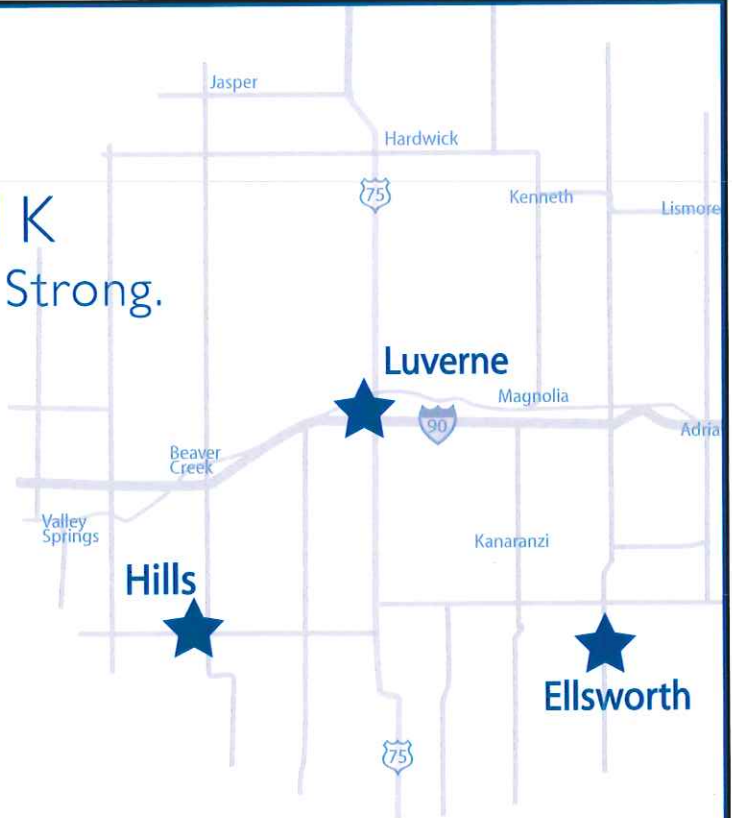 Jasper
Hardwick
75
Kenneth
Lismore
K
Strong.
Luverne
Magnolia
90
Adria
Beaver
Creek
Valley
Springs
Kanaranzi
Hills
Ellsworth
75